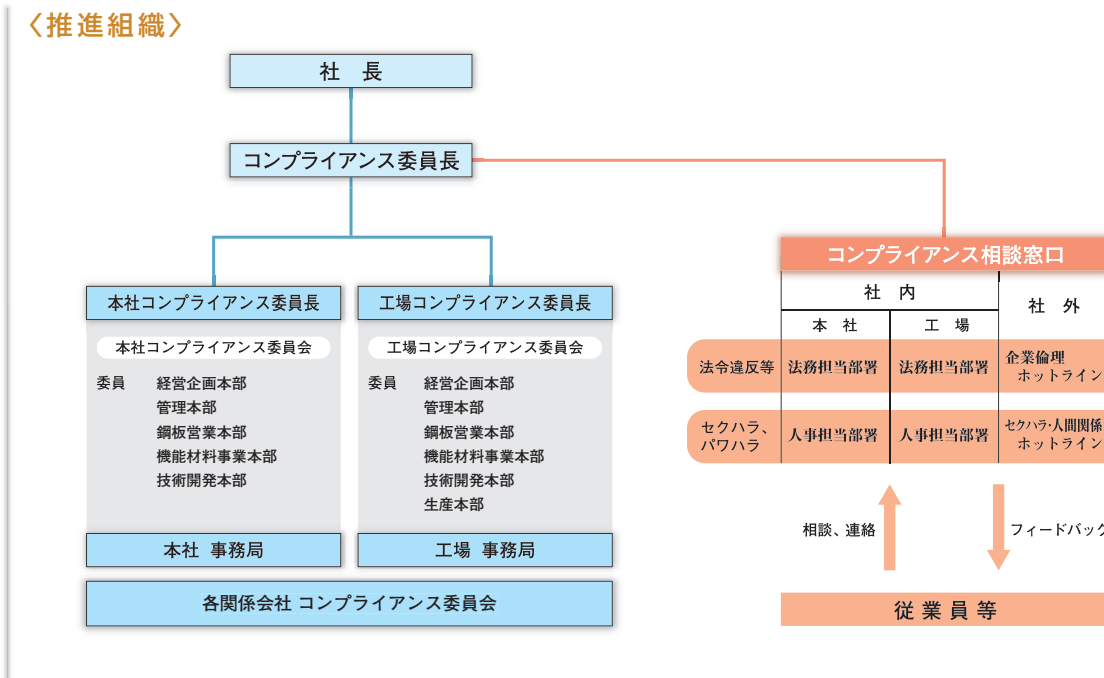 〈推進組織〉
社 長
コンプライアンス委員長
本社コンプライアンス委員長
本社コンプライアンス委員会
委員 経営企画本部
管理本部
鋼板営業本部
機能材料事業本部
技術開発本部
本社 事務局
工場コンプライアンス委員長
工場コンプライアンス委員会
委員 経営企画本部
管理本部
鋼板営業本部
機能材料事業本部
技術開発本部
生産本部
工場 事務局
各関係会社 コンプライアンス委員会
コンプライアンス相談窓口
社 内
社 外
本 社
工 場
法令違反等
法務担当部署
法務担当部署
企業倫理
ホットライン
セクハラ、
パワハラ
人事担当部署
人事担当部署
セクハラ・人間関係
ホットライン
相談、連絡
フィードバック
従業員等